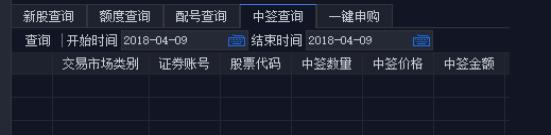 新股查询 额度查询 配号查询 中签查询 一键申购
查询 | 开始时间 2018-04-09 结束时间 2018-04-09
交易市场类别 证券账号 股票代码 中签数量 中签价格 中签金额